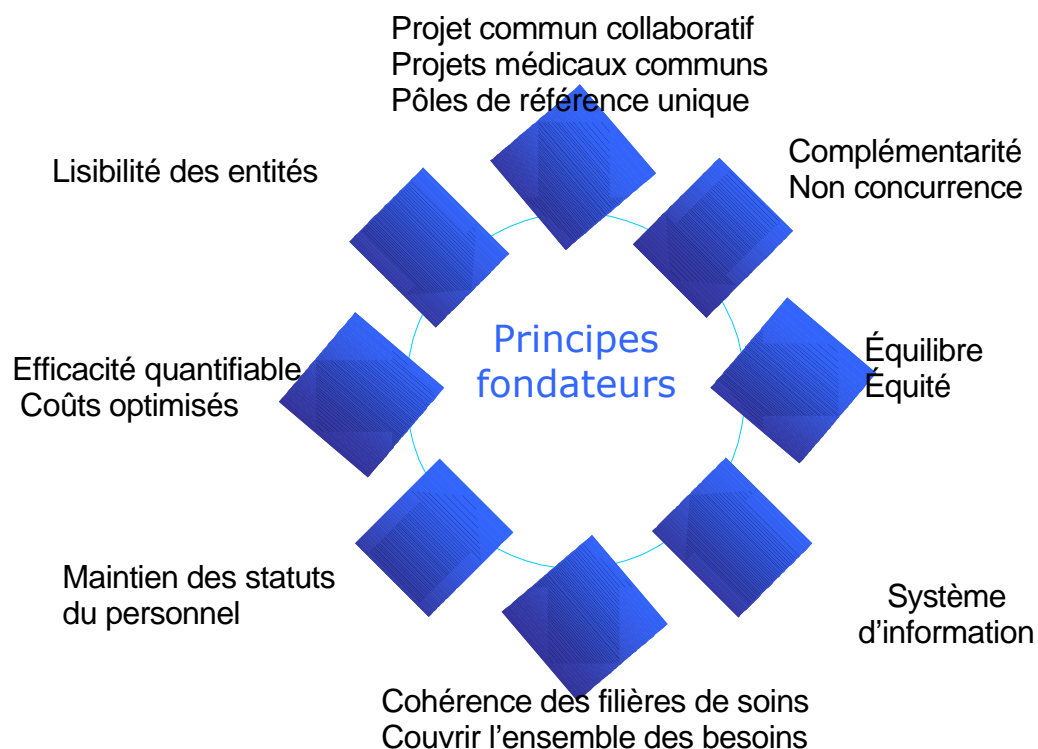 Projet commun collaboratif
Projets médicaux communs
Pôles de référence unique
Complémentarité
Non concurrence
Lisibilité des entités
Principes
fondateurs
Équilibre
Équité
Efficacité quantifiable
Coûts optimisés
Maintien des statuts
du personnel
Système
d’information
Cohérence des filières de soins
Couvrir l’ensemble des besoins